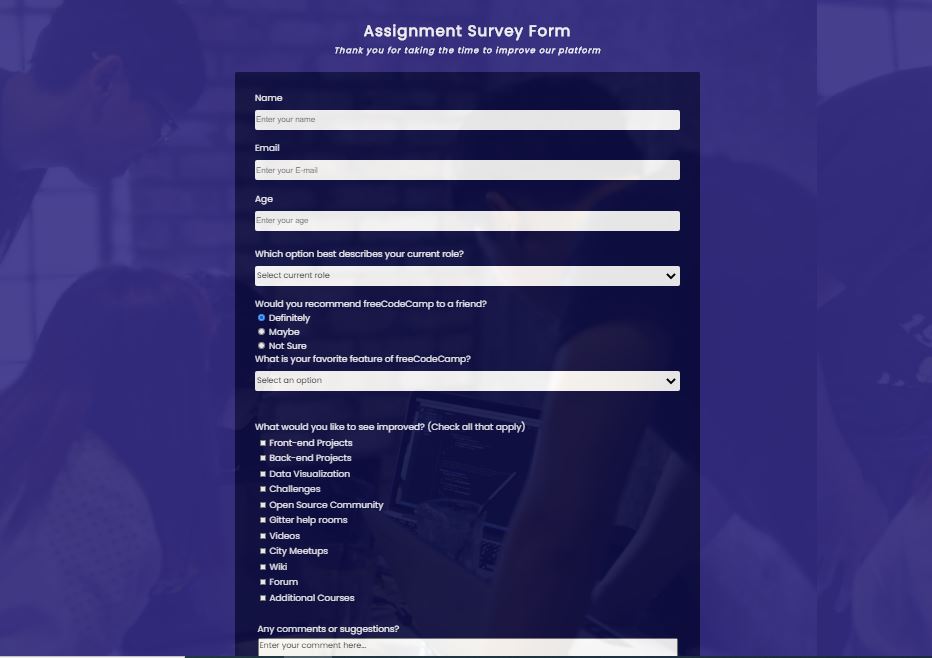 Assignment Survey Form
Thank you for taking the time to improve our platform
Name
Enter your name
Email
Enter your E-mail
Age
Enter your age
Which option best describes your current role?
Select current role
Would you recommend freeCodeCamp to a friend?
Definitely
Maybe
Not Sure
What is your favorite feature of freeCodeCamp?
Select an option
What would you like to see improved? (Check all that apply)
Front-end Projects
Back-end Projects
Data Visualization
Challenges
Open Source Community
Gitter help rooms
Videos
City Meetups
Wiki
Forum
Additional Courses
Any comments or suggestions?
Enter your comment here...